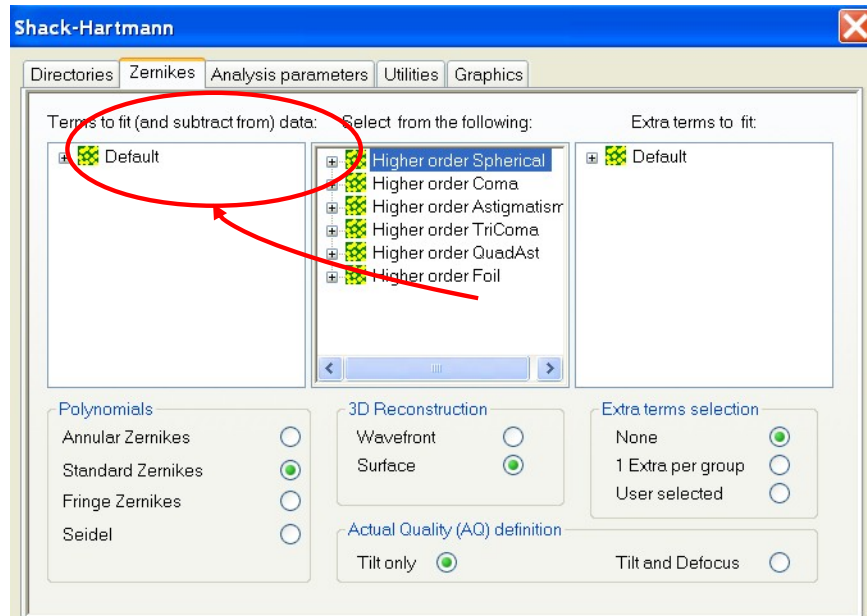 Shack-Hartmann
Directories Zernikes Analysis parameters Utilities Graphics
Terms to fit (and subtract from) data: Select from the following: Extra terms to fit:
Default Higher order Spherical Default
Higher order Coma
Higher order Astigmatism
Higher order TriComa
Higher order QuadAst
Higher order Foil
Polynomials 3D Reconstruction Extra terms selection
Annular Zernikes Wavefront None
Standard Zernikes Surface 1 Extra per group
Fringe Zernikes User selected
Seidel Actual Quality (AQ) definition
Tilt only Tilt and Defocus